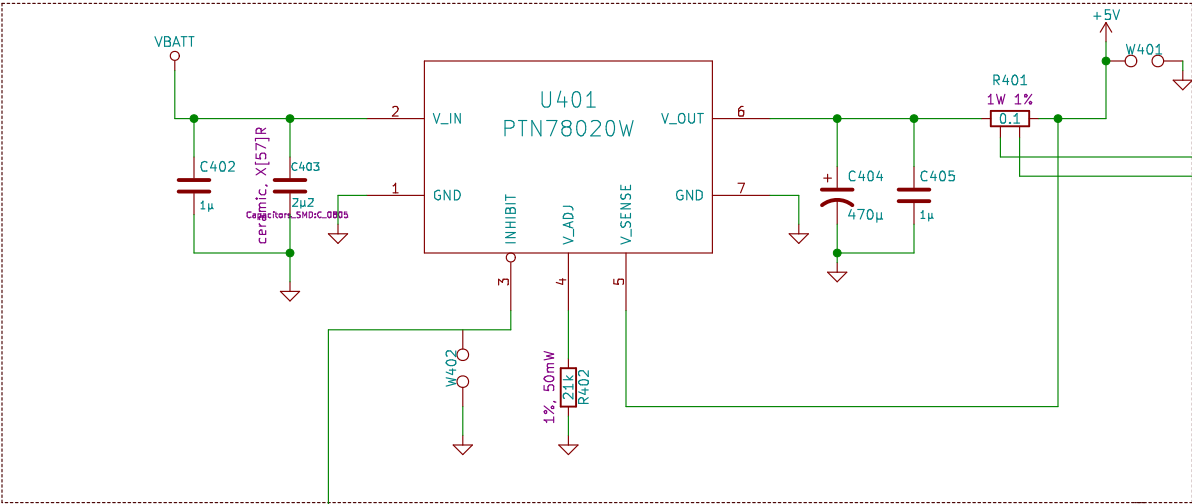 +5V
W401
VBATT
R401
1W 1%
0.1
U401
PTN78020W
2
V_IN
V_OUT
6
C402
1µ
ceramic, X[57]R
C403
2µ2
Capacitors_SMD:C_0805
1
GND
GND
7
C404
+
470µ
C405
1µ
INHIBIT
V_ADJ
V_SENSE
3
4
5
W402
1%, 50mW
21k
R402